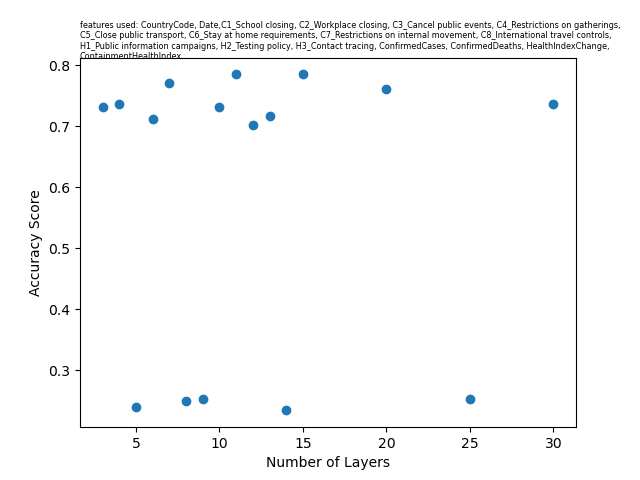 features used: CountryCode, Date,C1_School closing, C2_Workplace closing, C3_Cancel public events, C4_Restrictions on gatherings,
C5_Close public transport, C6_Stay at home requirements, C7_Restrictions on internal movement, C8_International travel controls,
H1_Public information campaigns, H2_Testing policy, H3_Contact tracing, ConfirmedCases, ConfirmedDeaths, HealthIndexChange,
ContainmentHealthIndex
0.8
0.7
0.6
0.5
0.4
0.3
Accuracy Score
5 10 15 20 25 30
Number of Layers